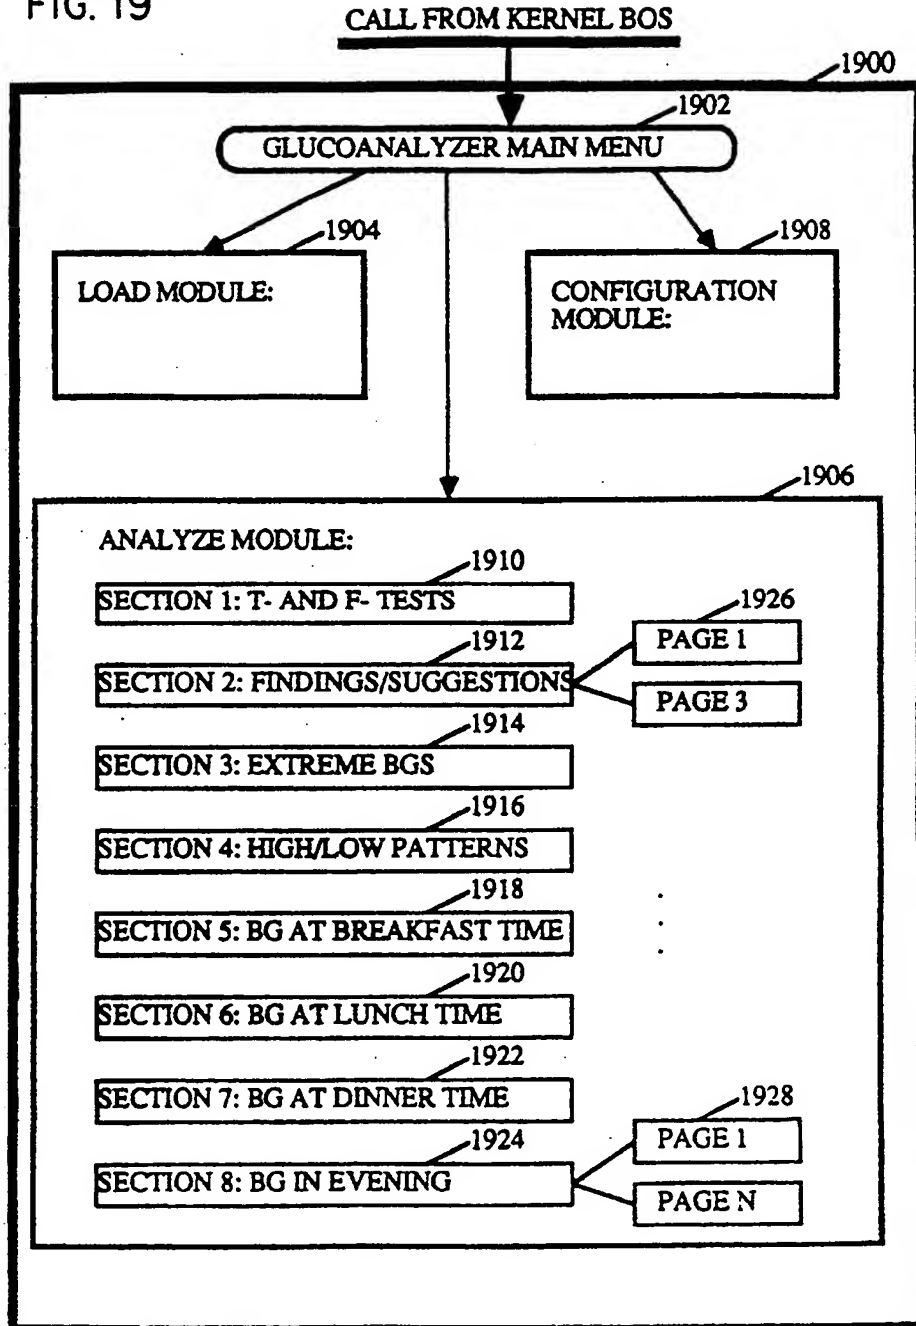 FIG. 19
CALL FROM KERNEL BOS
1900
1902
GLUCOANALYZER MAIN MENU
1904
LOAD MODULE:
1908
CONFIGURATION
MODULE:
1906
ANALYZE MODULE:
1910
SECTION 1: T- AND F- TESTS
1912
SECTION 2: FINDINGS/SUGGESTIONS
1926
PAGE 1
PAGE 3
1914
SECTION 3: EXTREME BGS
1916
SECTION 4: HIGH/LOW PATTERNS
1918
SECTION 5: BG AT BREAKFAST TIME
1920
SECTION 6: BG AT LUNCH TIME
1922
SECTION 7: BG AT DINNER TIME
1924
SECTION 8: BG IN EVENING
1928
PAGE 1
PAGE N